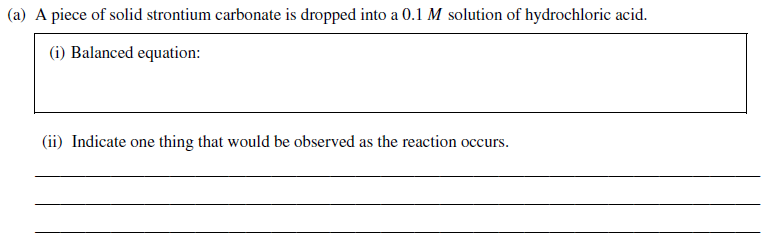 (a) A piece of solid strontium carbonate is dropped into a 0.1 M solution of hydrochloric acid.
(i) Balanced equation:
(ii) Indicate one thing that would be observed as the reaction occurs.